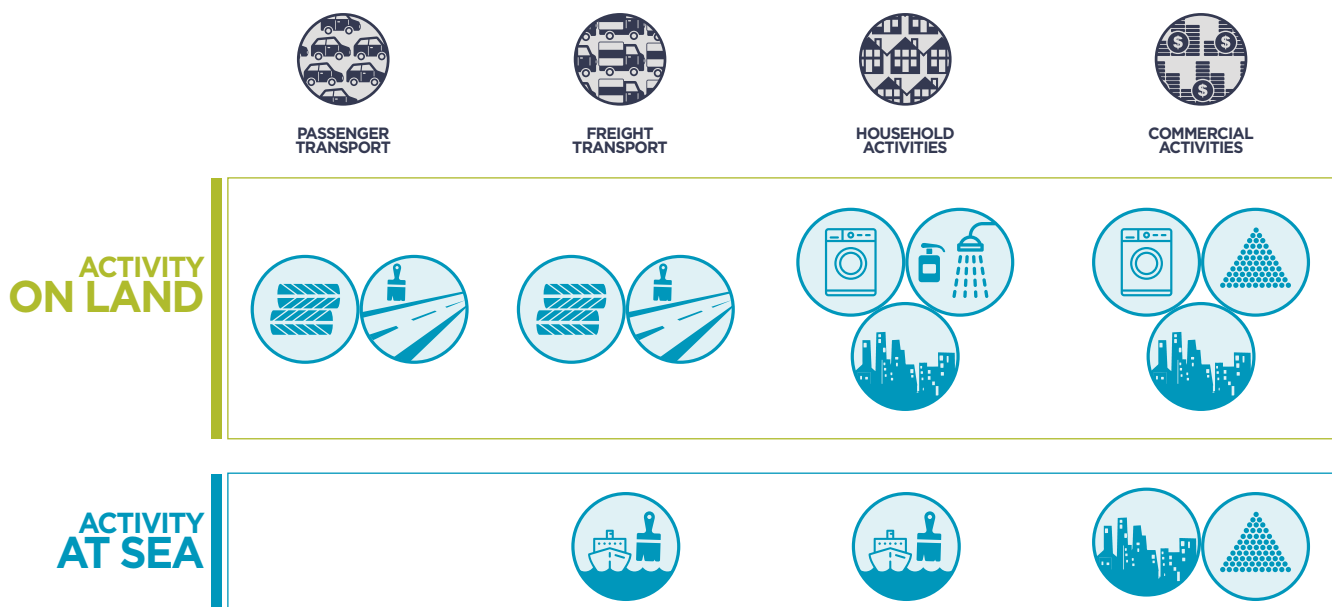 PASSENGER
TRANSPORT
FREIGHT
TRANSPORT
HOUSEHOLD
ACTIVITIES
COMMERCIAL
ACTIVITIES
$ $
$
ACTIVITY
ON LAND
ACTIVITY
AT SEA